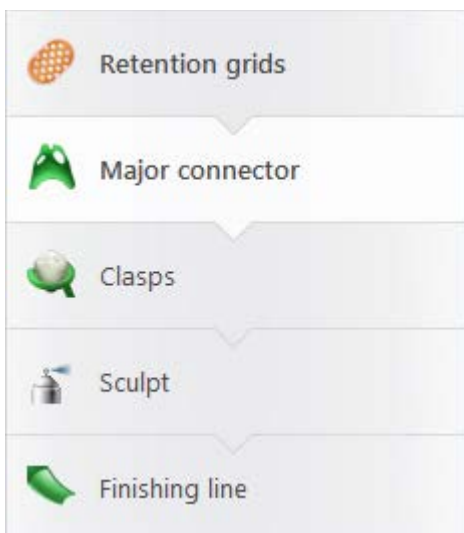 Retention grids
Major connector
Clasps
Sculpt
Finishing line